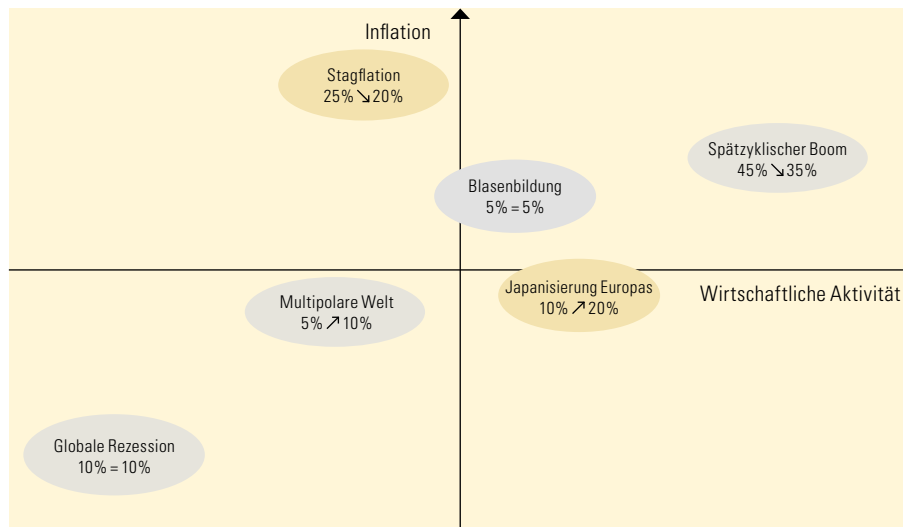 Inflation
Stagflation
25% ↘ 20%
Spätzyklischer Boom
45% ↘ 35%
Blasenbildung
5% = 5%
Japanisierung Europas
10% ↗ 20%
Wirtschaftliche Aktivität
Multipolare Welt
5% ↗ 10%
Globale Rezession
10% = 10%